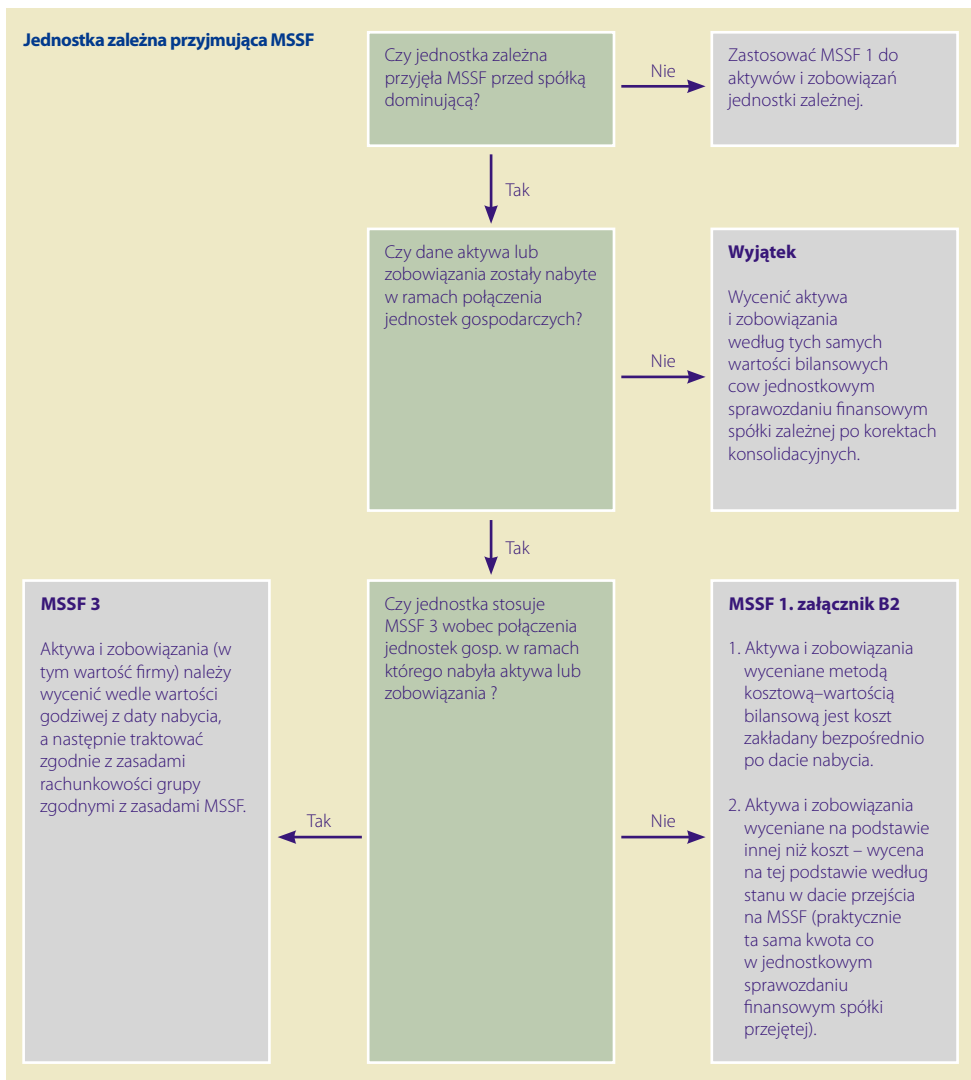 Jednostka zależna przyjmująca MSSF
Czy jednostka zależna
przyjęła MSSF przed spółką
dominującą?
Nie
Zastosować MSSF 1 do
aktywów i zobowiązań
jednostki zależnej.
Tak
Czy dane aktywa lub
zobowiązania zostały nabyte
w ramach połączenia
jednostek gospodarczych?
Nie
Wyjątek
Wycenić aktywa
i zobowiązania
według tych samych
wartości bilansowych
cow jednostkowym
sprawozdaniu finansowym
spółki zależnej po korektach
konsolidacyjnych.
Tak
MSSF 3
Aktywa i zobowiązania (w
tym wartość firmy) należy
wycenić wedle wartości
godziwej z daty nabycia,
a następnie traktować
zgodnie z zasadami
rachunkowości grupy
zgodnymi z zasadami MSSF.
Tak
Czy jednostka stosuje
MSSF 3 wobec połączenia
jednostek gosp. w ramach
którego nabyła aktywa lub
zobowiązania ?
Nie
MSSF 1. załącznik B2
1. Aktywa i zobowiązania
wyceniane metodą
kosztową–wartością
bilansową jest koszt
zakładany bezpośrednio
po dacie nabycia.
2. Aktywa i zobowiązania
wyceniane na podstawie
innej niż koszt – wycena
na tej podstawie według
stanu w dacie przejścia
na MSSF (praktycznie
ta sama kwota co
w jednostkowym
sprawozdaniu
finansowym spółki
przejętej).